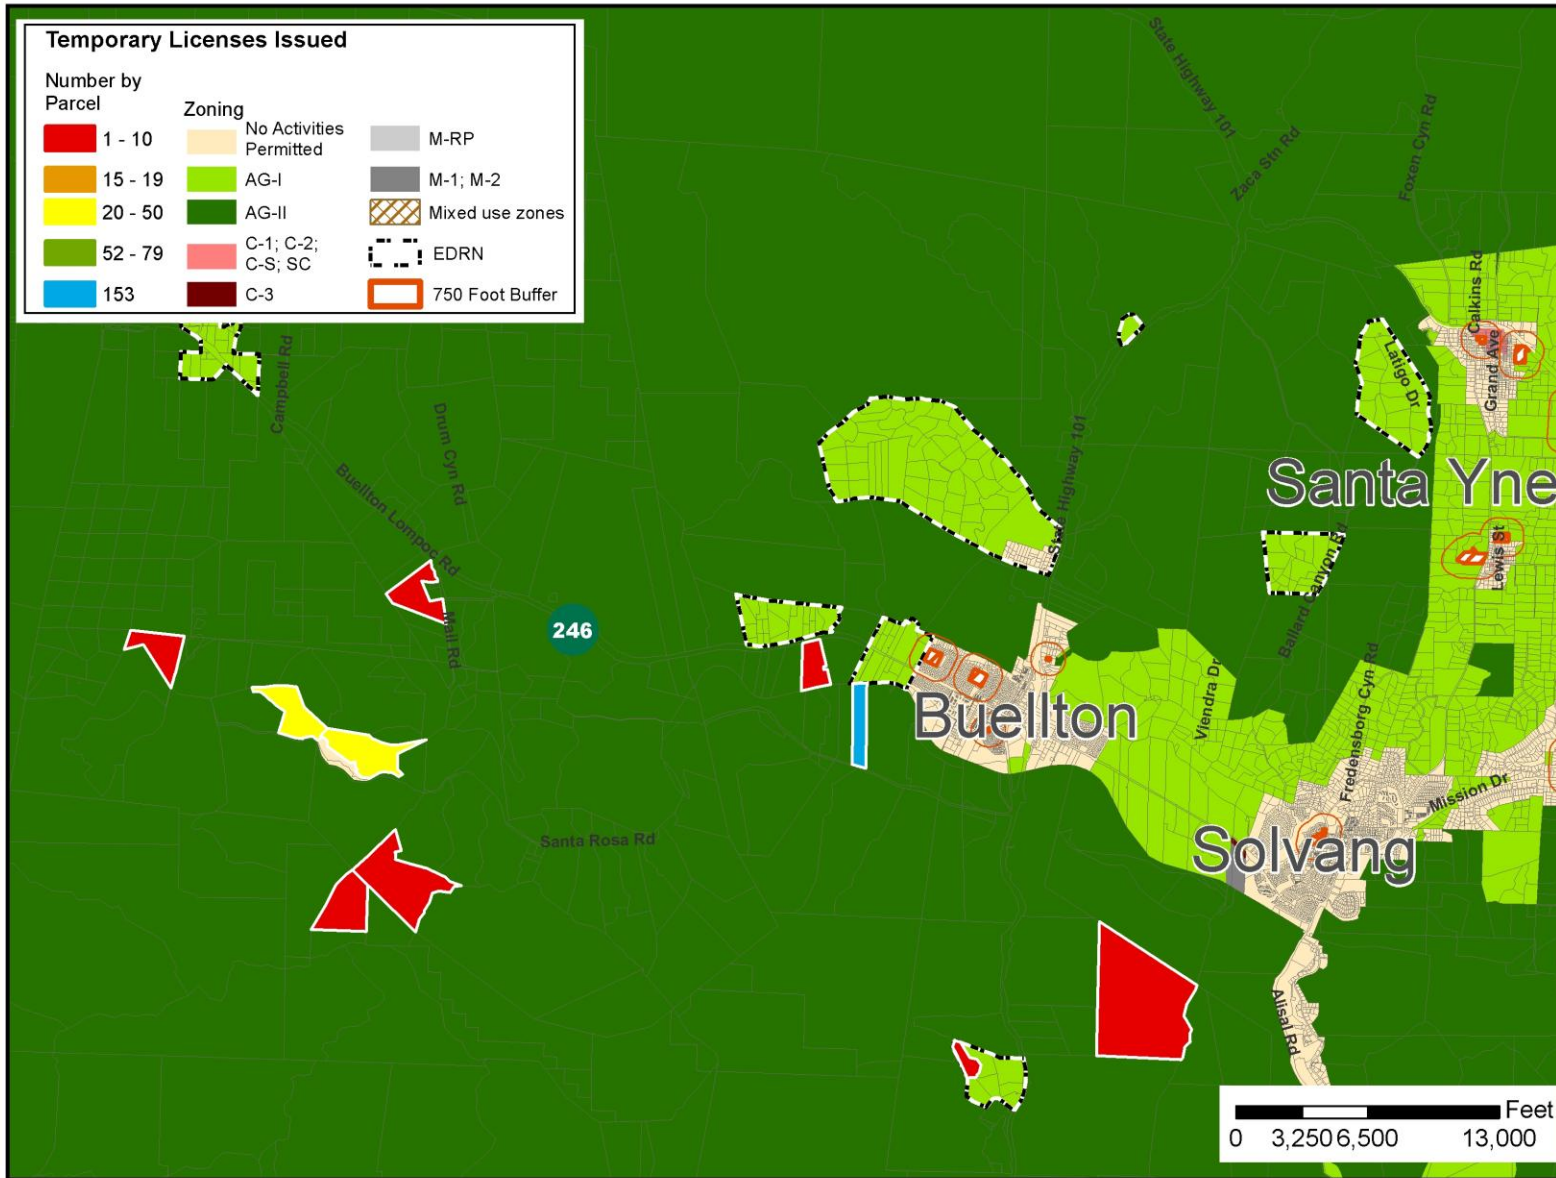 Temporary Licenses Issued
Number by
Parcel
1 - 10
15 - 19
20 - 50
52 - 79
153
Zoning
No Activities
Permitted
AG-I
AG-II
C-1; C-2;
C-S; SC
C-3
M-RP
M-1; M-2
Mixed use zones
EDRN
750 Foot Buffer
State Highway 101
Zaca Stn Rd
Foxen Cyn Rd
Calkins Rd
Grand Ave
Latigo Dr
Campbell Rd
Drum Cyn Rd
Buellton Lompoc Rd
State Highway 101
Santa Yne
Lewis St
Ballard Canyon Rd
Mail Rd
246
Buellton
Viendra Dr
Fredensborg Cyn Rd
Mission Dr
Santa Rosa Rd
Solvang
Alisal Rd
Feet
0 3,250 6,500 13,000